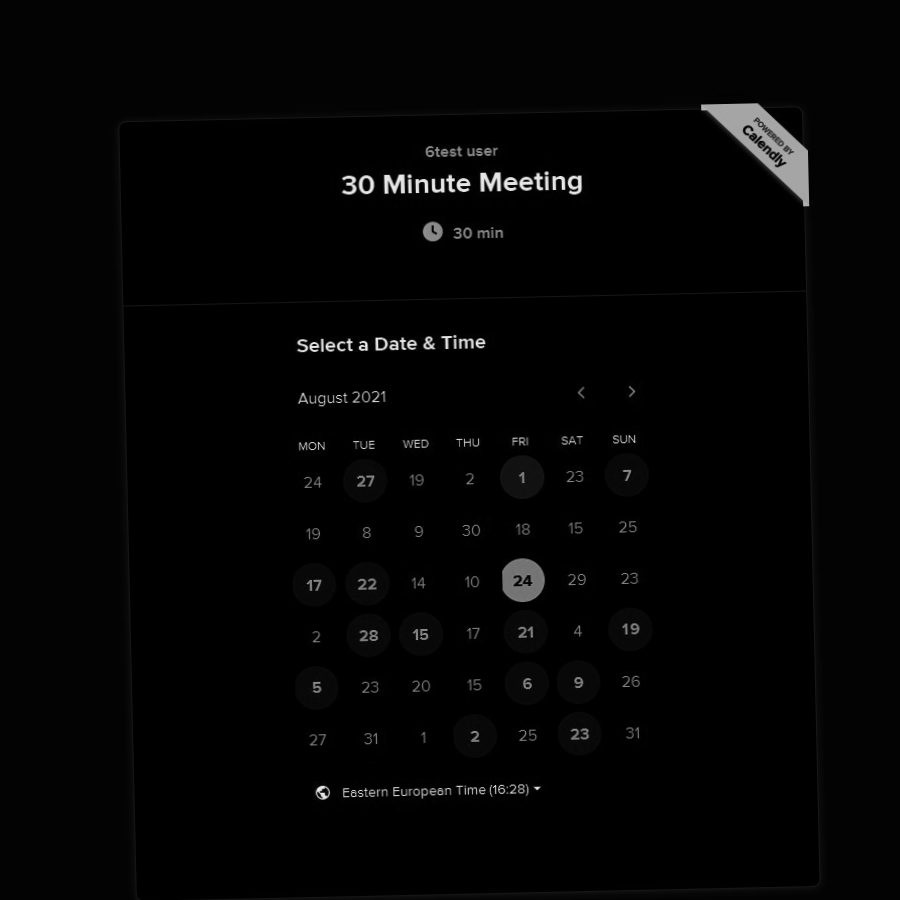 POWERED BY
Calendly
6test user
30 Minute Meeting
30 min
Select a Date & Time
August 2021
MON TUE WED THU FRI SAT SUN
24 27 19 2 1 23 7
19 8 9 30 18 15 25
17 22 14 10 24 29 23
2 28 15 17 21 4 19
5 23 20 15 6 9 26
27 31 1 2 25 23 31
Eastern European Time (16:28)